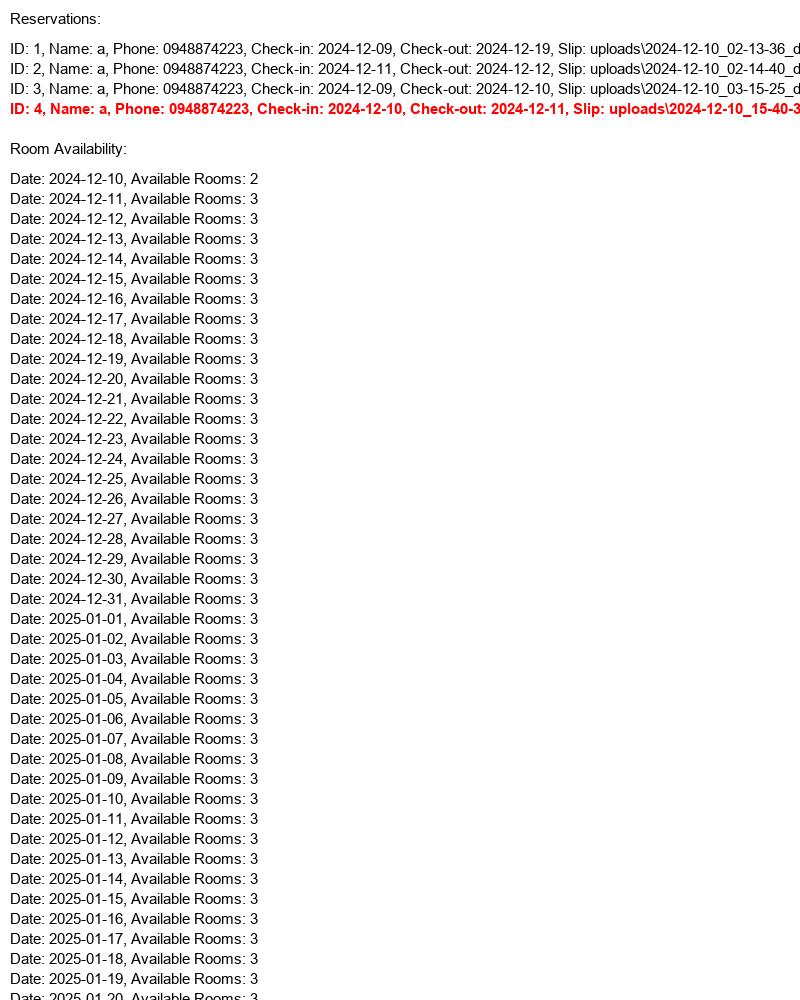 Reservations:
ID: 1, Name: a, Phone: 0948874223, Check-in: 2024-12-09, Check-out: 2024-12-19, Slip: uploads\2024-12-10_02-13-36_d
ID: 2, Name: a, Phone: 0948874223, Check-in: 2024-12-11, Check-out: 2024-12-12, Slip: uploads\2024-12-10_02-14-40_d
ID: 3, Name: a, Phone: 0948874223, Check-in: 2024-12-09, Check-out: 2024-12-10, Slip: uploads\2024-12-10_03-15-25_d
ID: 4, Name: a, Phone: 0948874223, Check-in: 2024-12-10, Check-out: 2024-12-11, Slip: uploads\2024-12-10_15-40-3
Room Availability:
Date: 2024-12-10, Available Rooms: 2
Date: 2024-12-11, Available Rooms: 3
Date: 2024-12-12, Available Rooms: 3
Date: 2024-12-13, Available Rooms: 3
Date: 2024-12-14, Available Rooms: 3
Date: 2024-12-15, Available Rooms: 3
Date: 2024-12-16, Available Rooms: 3
Date: 2024-12-17, Available Rooms: 3
Date: 2024-12-18, Available Rooms: 3
Date: 2024-12-19, Available Rooms: 3
Date: 2024-12-20, Available Rooms: 3
Date: 2024-12-21, Available Rooms: 3
Date: 2024-12-22, Available Rooms: 3
Date: 2024-12-23, Available Rooms: 3
Date: 2024-12-24, Available Rooms: 3
Date: 2024-12-25, Available Rooms: 3
Date: 2024-12-26, Available Rooms: 3
Date: 2024-12-27, Available Rooms: 3
Date: 2024-12-28, Available Rooms: 3
Date: 2024-12-29, Available Rooms: 3
Date: 2024-12-30, Available Rooms: 3
Date: 2024-12-31, Available Rooms: 3
Date: 2025-01-01, Available Rooms: 3
Date: 2025-01-02, Available Rooms: 3
Date: 2025-01-03, Available Rooms: 3
Date: 2025-01-04, Available Rooms: 3
Date: 2025-01-05, Available Rooms: 3
Date: 2025-01-06, Available Rooms: 3
Date: 2025-01-07, Available Rooms: 3
Date: 2025-01-08, Available Rooms: 3
Date: 2025-01-09, Available Rooms: 3
Date: 2025-01-10, Available Rooms: 3
Date: 2025-01-11, Available Rooms: 3
Date: 2025-01-12, Available Rooms: 3
Date: 2025-01-13, Available Rooms: 3
Date: 2025-01-14, Available Rooms: 3
Date: 2025-01-15, Available Rooms: 3
Date: 2025-01-16, Available Rooms: 3
Date: 2025-01-17, Available Rooms: 3
Date: 2025-01-18, Available Rooms: 3
Date: 2025-01-19, Available Rooms: 3
Date: 2025-01-20, Available Rooms: 3